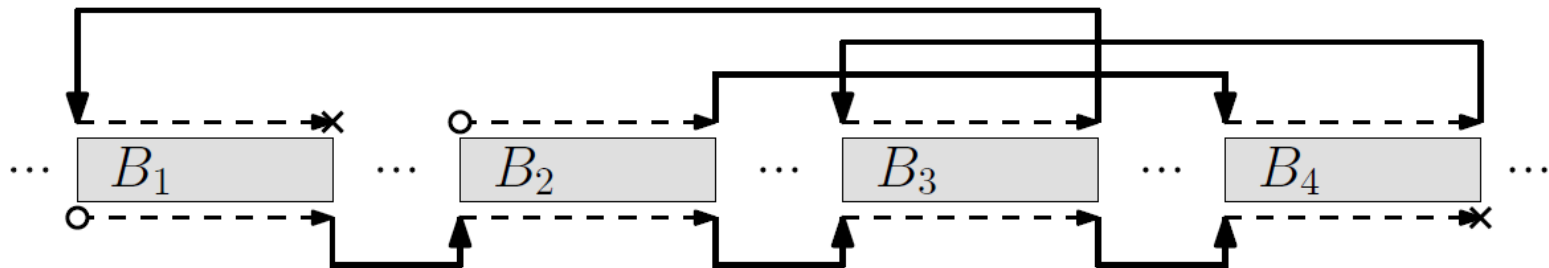 ··· B₁ ··· B₂ ··· B₃ ··· B₄ ···